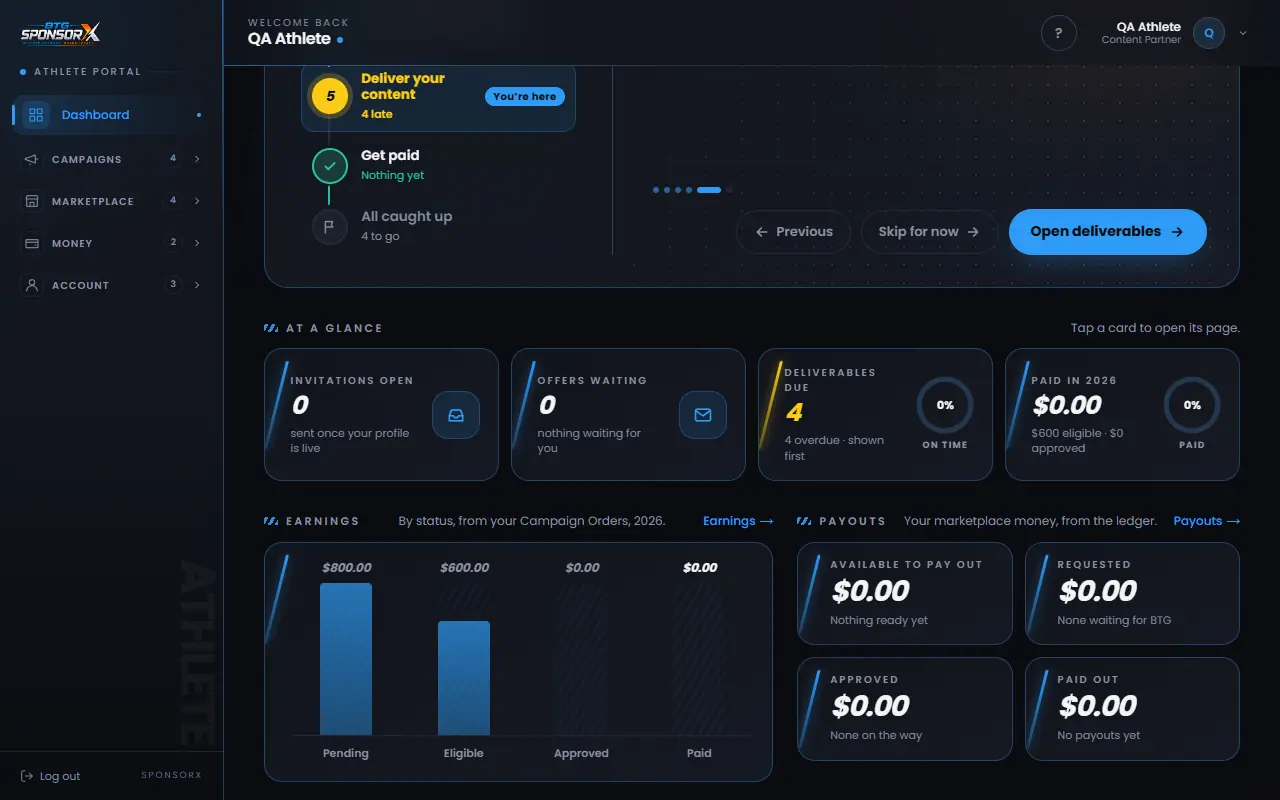 BTG
SPONSORX
ATHLETE PORTAL
Dashboard
CAMPAIGNS 4
MARKETPLACE 4
MONEY 2
ACCOUNT 3
ATHLETE
Log out
SPONSORX
WELCOME BACK
QA Athlete
?
QA Athlete
Content Partner
Q
5
Deliver your
content
4 late
You're here
Get paid
Nothing yet
All caught up
4 to go
← Previous
Skip for now →
Open deliverables →
AT A GLANCE
Tap a card to open its page.
INVITATIONS OPEN
0
sent once your profile
is live
OFFERS WAITING
0
nothing waiting for
you
DELIVERABLES
DUE
4
4 overdue · shown
first
0%
ON TIME
PAID IN 2026
$0.00
$600 eligible · $0
approved
0%
PAID
EARNINGS
By status, from your Campaign Orders, 2026.
Earnings →
$800.00 $600.00 $0.00 $0.00
Pending Eligible Approved Paid
PAYOUTS
Your marketplace money, from the ledger.
Payouts →
AVAILABLE TO PAY OUT
$0.00
Nothing ready yet
REQUESTED
$0.00
None waiting for BTG
APPROVED
$0.00
None on the way
PAID OUT
$0.00
No payouts yet